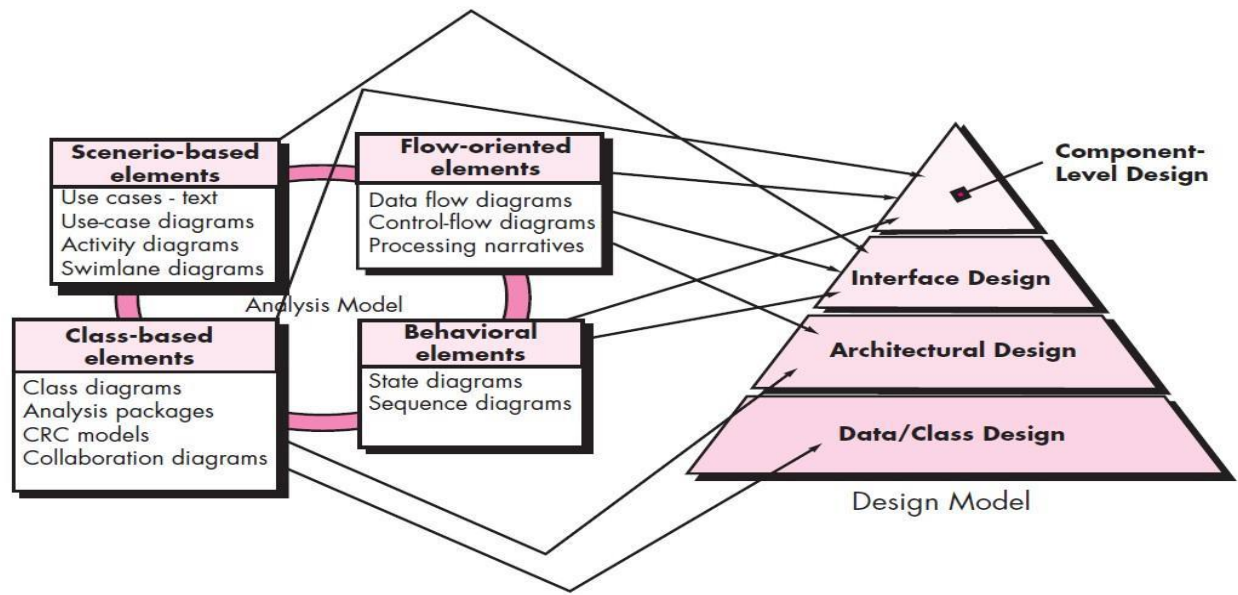 Scenerio-based
elements
Use cases - text
Use-case diagrams
Activity diagrams
Swimlane diagrams
Flow-oriented
elements
Data flow diagrams
Control-flow diagrams
Processing narratives
Analysis Model
Class-based
elements
Class diagrams
Analysis packages
CRC models
Collaboration diagrams
Behavioral
elements
State diagrams
Sequence diagrams
Component-
Level Design
Interface Design
Architectural Design
Data/Class Design
Design Model